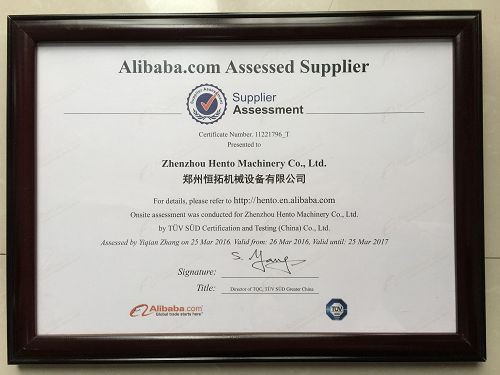 Alibaba.com Assessed Supplier
Supplier Assessment
Supplier
Assessment
Certificate Number. 11221796_T
Presented to
Zhenzhou Hento Machinery Co., Ltd.
郑州恒拓机械设备有限公司
For details, please refer to http://hento.en.alibaba.com
Onsite assessment was conducted for Zhenzhou Hento Machinery Co., Ltd.
by TÜV SÜD Certification and Testing (China) Co., Ltd.
Assessed by Yiqian Zhang on 25 Mar 2016. Valid from: 26 Mar 2016, Valid until: 25 Mar 2017
S. Yang
Signature:
Title: Director of TQC, TÜV SÜD Greater China
Alibaba.com
Global trade starts here
TÜV